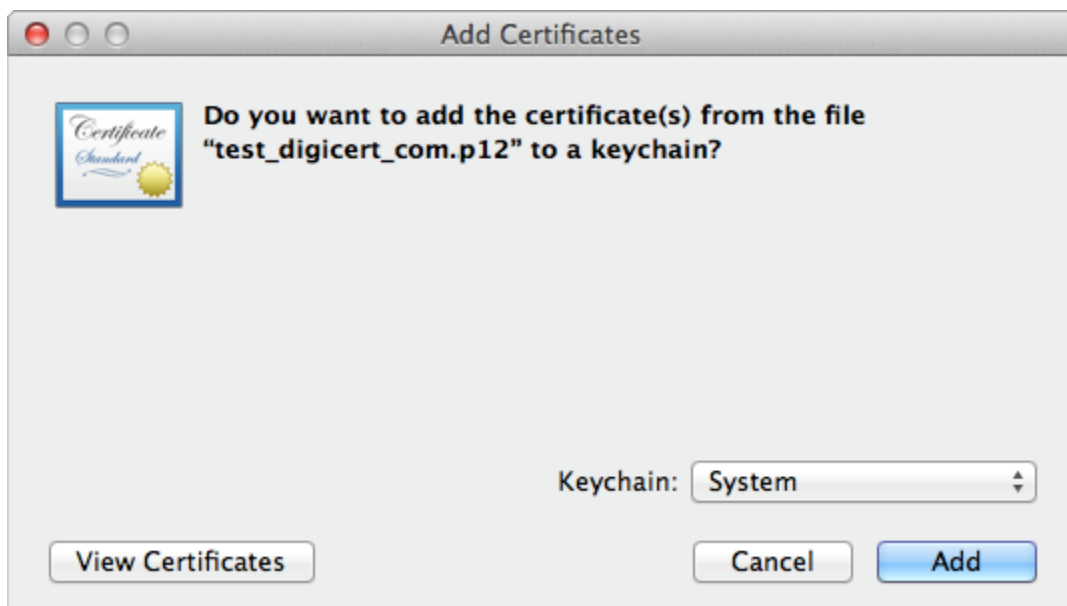 Add Certificates
Certificate
Standard
Do you want to add the certificate(s) from the file
“test_digicert_com.p12” to a keychain?
Keychain: System
View Certificates Cancel Add